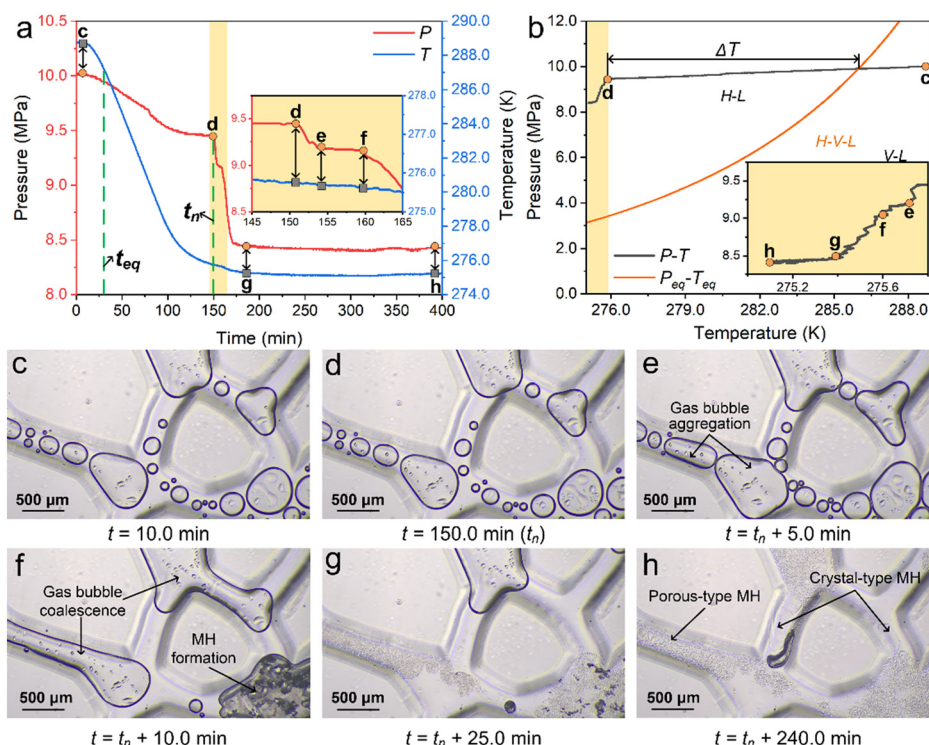 a
Pressure (MPa)
10.5
10.0
9.5
9.0
8.5
8.0
0
50
100
150
200
250
300
350
400
Time (min)
Temperature (K)
290.0
288.0
286.0
284.0
282.0
280.0
278.0
276.0
274.0
P
T
c
d
g
h
t_eq
t_n
9.5
9.0
8.5
145
150
155
160
165
278.0
277.0
276.0
275.0
d
e
f
b
Pressure (MPa)
12.0
10.0
8.0
6.0
4.0
2.0
0.0
276.0
279.0
282.0
285.0
288.0
Temperature (K)
ΔT
d
c
H-L
H-V-L
V-L
P-T
P_eq-T_eq
9.5
9.0
8.5
275.2
275.6
h
g
f
e
c
500 μm
t = 10.0 min
d
500 μm
t = 150.0 min (t_n)
e
Gas bubble
aggregation
500 μm
t = t_n + 5.0 min
f
Gas bubble
coalescence
MH
formation
500 μm
t = t_n + 10.0 min
g
500 μm
t = t_n + 25.0 min
h
Porous-type MH
Crystal-type MH
500 μm
t = t_n + 240.0 min